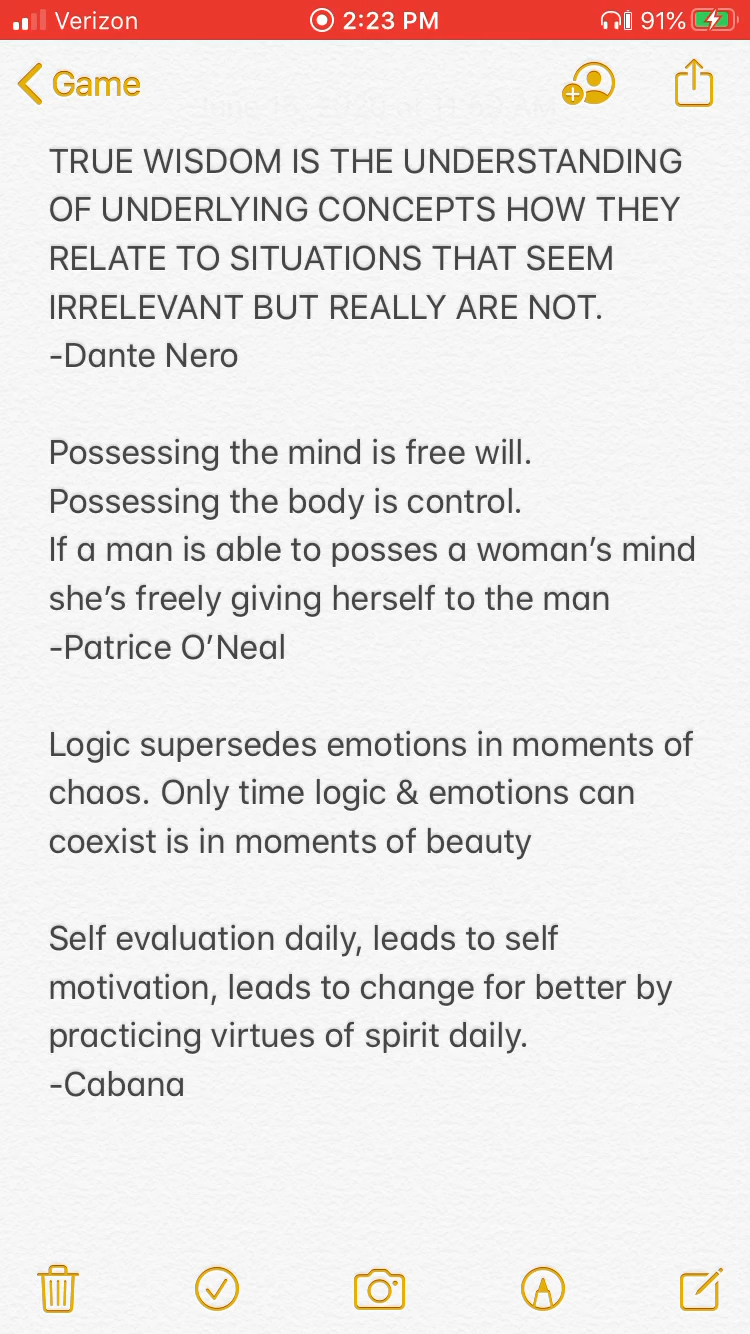 Verizon 2:23 PM 91%
Game
TRUE WISDOM IS THE UNDERSTANDING
OF UNDERLYING CONCEPTS HOW THEY
RELATE TO SITUATIONS THAT SEEM
IRRELEVANT BUT REALLY ARE NOT.
-Dante Nero
Possessing the mind is free will.
Possessing the body is control.
If a man is able to posses a woman’s mind
she’s freely giving herself to the man
-Patrice O’Neal
Logic supersedes emotions in moments of
chaos. Only time logic & emotions can
coexist is in moments of beauty
Self evaluation daily, leads to self
motivation, leads to change for better by
practicing virtues of spirit daily.
-Cabana